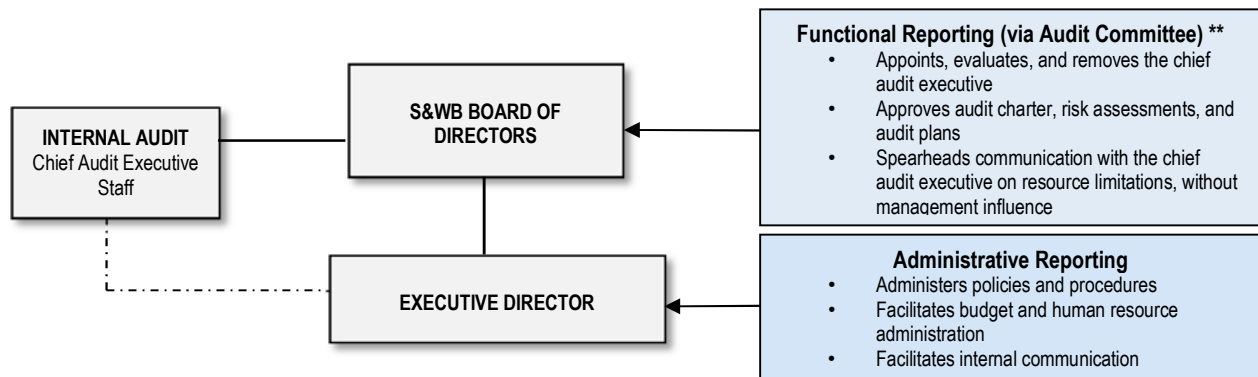 INTERNAL AUDIT
Chief Audit Executive
Staff
S&WB BOARD OF
DIRECTORS
EXECUTIVE DIRECTOR
Functional Reporting (via Audit Committee) **
• Appoints, evaluates, and removes the chief
audit executive
• Approves audit charter, risk assessments, and
audit plans
• Spearheads communication with the chief
audit executive on resource limitations, without
management influence
Administrative Reporting
• Administers policies and procedures
• Facilitates budget and human resource
administration
• Facilitates internal communication